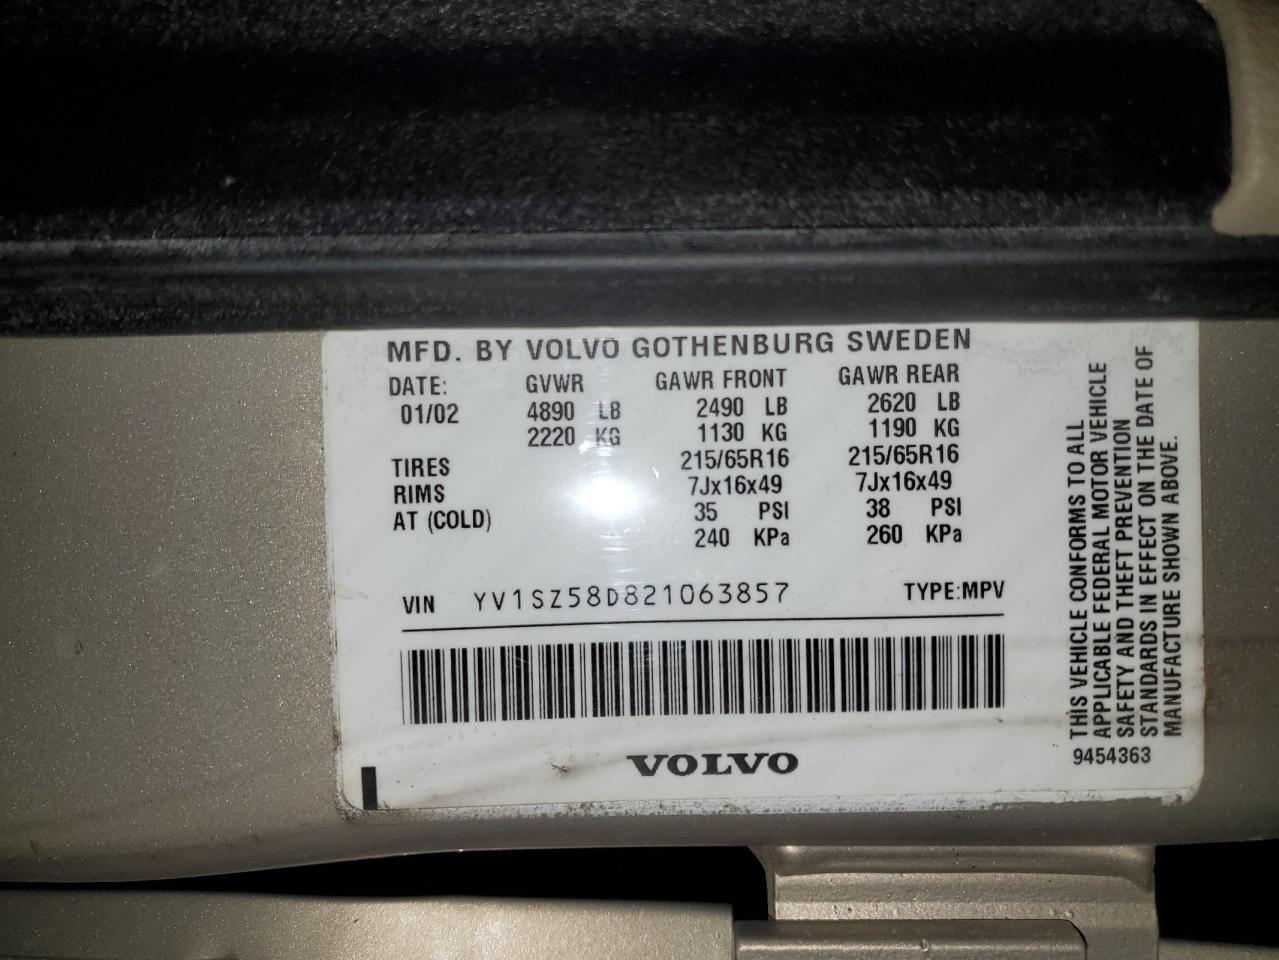 MFD. BY VOLVO GOTHENBURG SWEDEN
DATE: GVWR GAWR FRONT GAWR REAR
01/02 4890 LB 2490 LB 2620 LB
2220 KG 1130 KG 1190 KG
TIRES 215/65R16 215/65R16
RIMS 7Jx16x49 7Jx16x49
AT (COLD) 35 PSI 38 PSI
240 KPa 260 KPa
VIN YV1SZ58D821063857 TYPE:MPV
VOLVO
THIS VEHICLE CONFORMS TO ALL
APPLICABLE FEDERAL MOTOR VEHICLE
SAFETY AND THEFT PREVENTION
STANDARDS IN EFFECT ON THE DATE OF
MANUFACTURE SHOWN ABOVE.
9454363